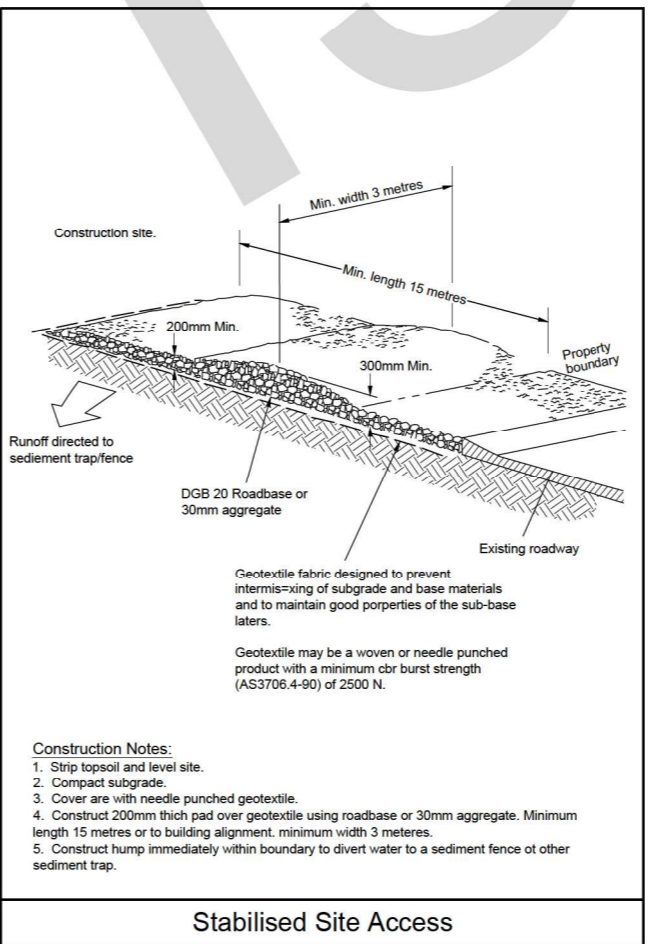 Min. width 3 metres
Construction site.
Min. length 15 metres
200mm Min.
300mm Min.
Property
boundary
Runoff directed to
sediement trap/fence
DGB 20 Roadbase or
30mm aggregate
Existing roadway
Geotextile fabric designed to prevent
intermis=xing of subgrade and base materials
and to maintain good porperties of the sub-base
laters.
Geotextile may be a woven or needle punched
product with a minimum cbr burst strength
(AS3706.4-90) of 2500 N.
Construction Notes:
1. Strip topsoil and level site.
2. Compact subgrade.
3. Cover are with needle punched geotextile.
4. Construct 200mm thich pad over geotextile using roadbase or 30mm aggregate. Minimum
length 15 metres or to building alignment. minimum width 3 meteres.
5. Construct hump immediately within boundary to divert water to a sediment fence ot other
sediment trap.
Stabilised Site Access